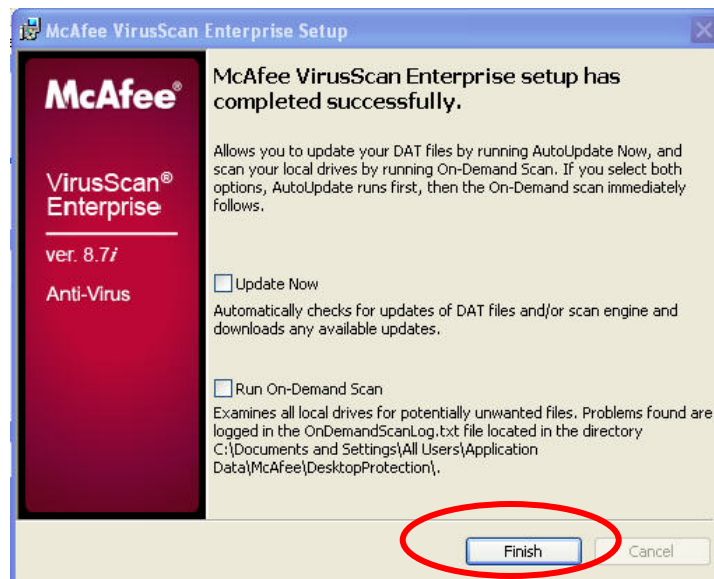 McAfee VirusScan Enterprise Setup
McAfee®
VirusScan®
Enterprise
ver. 8.7i
Anti-Virus
McAfee VirusScan Enterprise setup has
completed successfully.
Allows you to update your DAT files by running AutoUpdate Now, and
scan your local drives by running On-Demand Scan. If you select both
options, AutoUpdate runs first, then the On-Demand scan immediately
follows.
Update Now
Automatically checks for updates of DAT files and/or scan engine and
downloads any available updates.
Run On-Demand Scan
Examines all local drives for potentially unwanted files. Problems found are
logged in the OnDemandScanLog.txt file located in the directory
C:\Documents and Settings\All Users\Application
Data\McAfee\DesktopProtection\.
Finish
Cancel